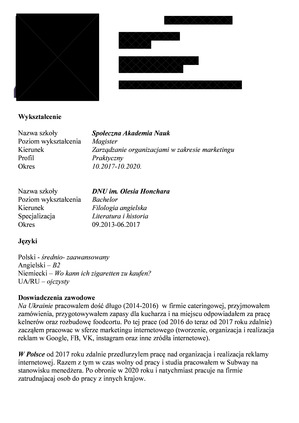 Wykształcenie
Nazwa szkoły Społeczna Akademia Nauk
Poziom wykształcenia Magister
Kierunek Zarządzanie organizacjami w zakresie marketingu
Profil Praktyczny
Okres 10.2017-10.2020.
Nazwa szkoły DNU im. Olesia Honchara
Poziom wykształcenia Bachelor
Kierunek Filologia angielska
Specjalizacja Literatura i historia
Okres 09.2013-06.2017
Języki
Polski - średnio- zaawansowany
Angielski – B2
Niemiecki – Wo kann ich zigaretten zu kaufen?
UA/RU – ojczysty
Doswiadczenia zawodowe
Na Ukrainie pracowalem dość długo (2014-2016) w firmie cateringowej, przyjmowałem
zamówienia, przygotowywałem zapasy dla kucharza i na miejscu odpowiadałem za pracę
kelnerów oraz rozbudowę foodcortu. Po tej pracę (od 2016 do teraz od 2017 roku zdalnie)
zacząłem pracowac w sferze marketingu internetowego (tworzenie, organizacja i realizacja
reklam w Google, FB, VK, instagram oraz inne zródła internetowe).
W Polsce od 2017 roku zdalnie przedlurzylem pracę nad organizacja i realizacja reklamy
internetowej. Razem z tym w czas wolny od pracy i studia pracowałem w Subway na
stanowisku menedżera. Po obronie w 2020 roku i natychmiast pracuje na firmie
zatrudnajacaj osob do pracy z innych krajow.